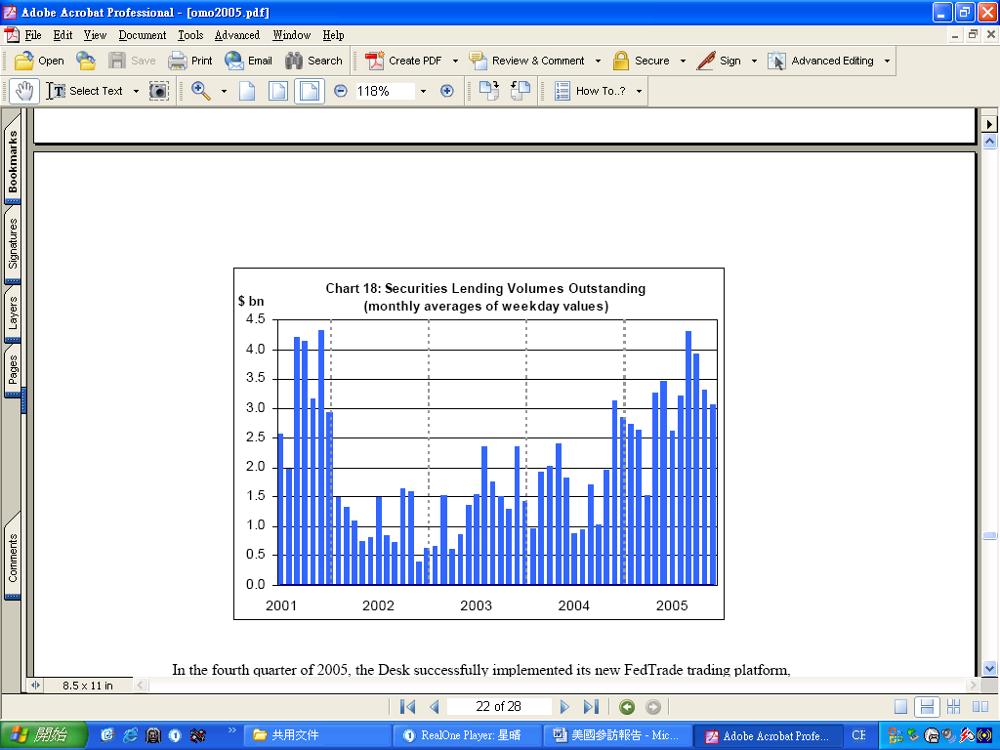 Adobe Acrobat Professional - [omo2005.pdf]
File Edit View Document Tools Advanced Window Help
Open Save Print Email Search Create PDF Review & Comment Secure Sign Advanced Editing
Select Text 118% How To..?
Bookmarks
Signatures
Layers
Pages
Comments
Chart 18: Securities Lending Volumes Outstanding
(monthly averages of weekday values)
$ bn
4.5
4.0
3.5
3.0
2.5
2.0
1.5
1.0
0.5
0.0
2001 2002 2003 2004 2005
In the fourth quarter of 2005, the Desk successfully implemented its new FedTrade trading platform,
8.5 x 11 in
22 of 28
開始 共用文件 RealOne Player: 星晴 美國參訪報告 - Mic... Adobe Acrobat Profe... CE